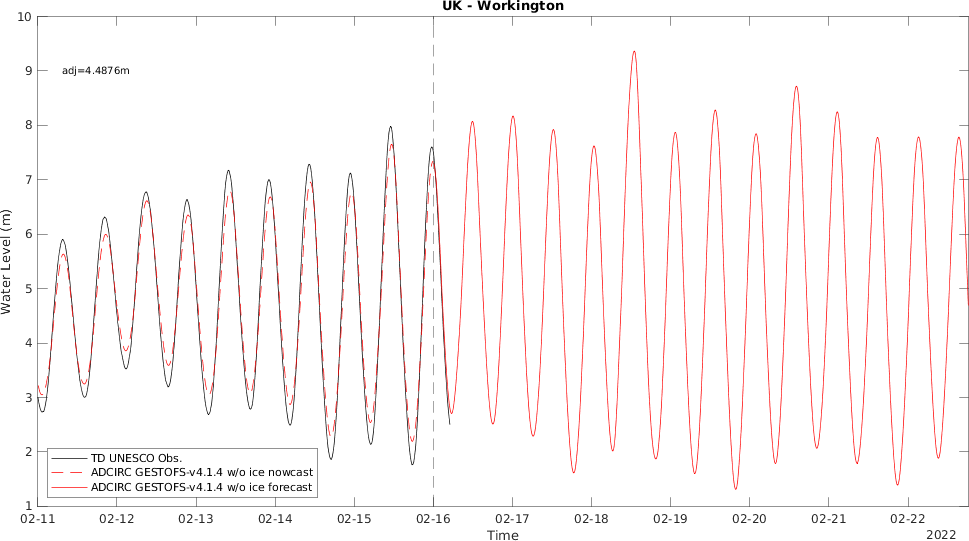 UK - Workington
10
9
8
7
6
5
4
3
2
1
Water Level (m)
adj=4.4876m
TD UNESCO Obs.
ADCIRC GESTOFS-v4.1.4 w/o ice nowcast
ADCIRC GESTOFS-v4.1.4 w/o ice forecast
02-11 02-12 02-13 02-14 02-15 02-16 02-17 02-18 02-19 02-20 02-21 02-22
Time
2022